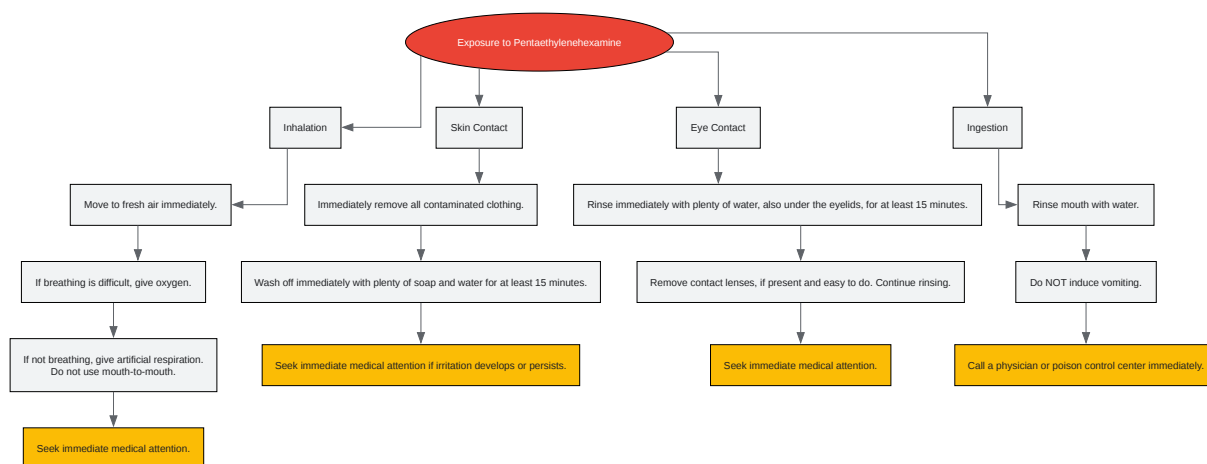 Exposure to Pentaethylenehexamine
Inhalation
Skin Contact
Eye Contact
Ingestion
Move to fresh air immediately.
Immediately remove all contaminated clothing.
Rinse immediately with plenty of water, also under the eyelids, for at least 15 minutes.
Rinse mouth with water.
If breathing is difficult, give oxygen.
Wash off immediately with plenty of soap and water for at least 15 minutes.
Remove contact lenses, if present and easy to do. Continue rinsing.
Do NOT induce vomiting.
If not breathing, give artificial respiration.
Do not use mouth-to-mouth.
Seek immediate medical attention if irritation develops or persists.
Seek immediate medical attention.
Call a physician or poison control center immediately.
Seek immediate medical attention.